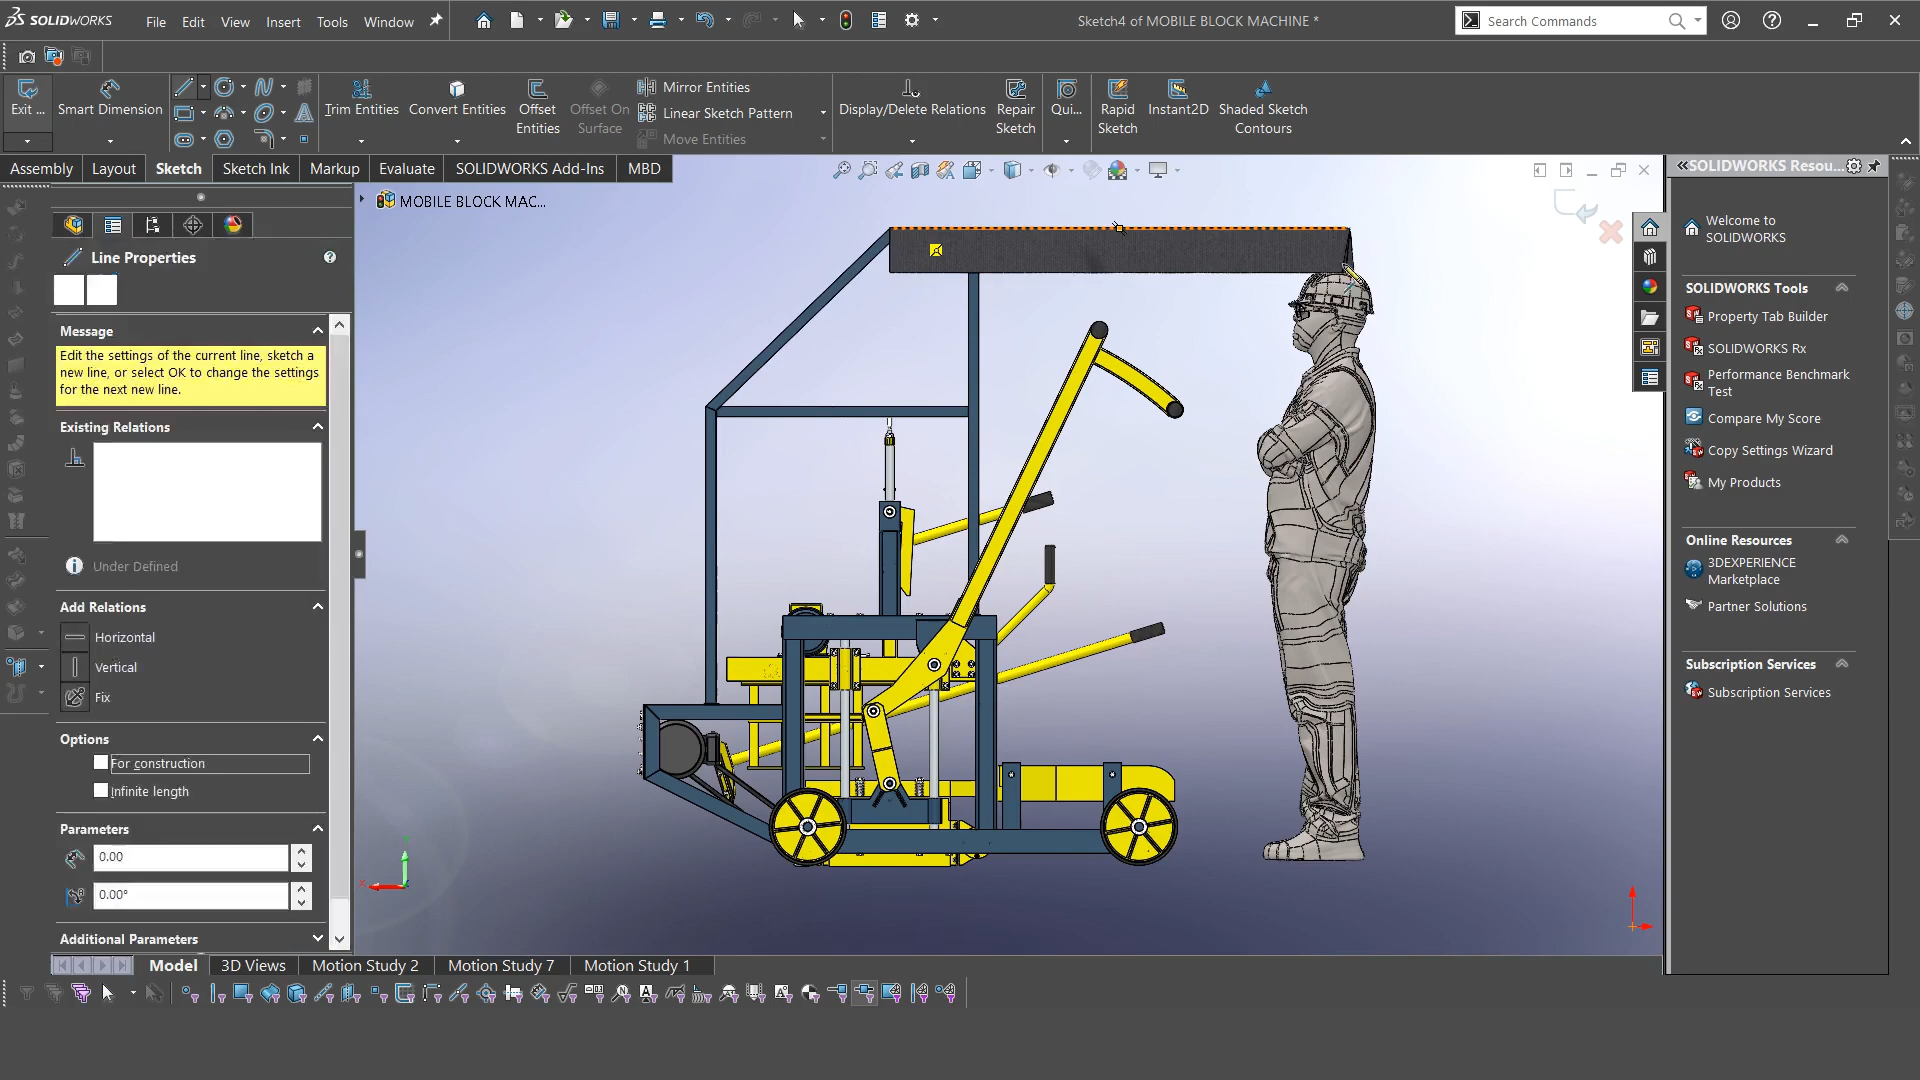 SOLIDWORKS
File
Edit
View
Insert
Tools
Window
Sketch4 of MOBILE BLOCK MACHINE *
Search Commands
Exit ...
Smart Dimension
Trim Entities
Convert Entities
Offset
Entities
Offset On
Surface
Mirror Entities
Linear Sketch Pattern
Move Entities
Display/Delete Relations
Repair
Sketch
Qui...
Rapid
Sketch
Instant2D
Shaded Sketch
Contours
Assembly
Layout
Sketch
Sketch Ink
Markup
Evaluate
SOLIDWORKS Add-Ins
MBD
MOBILE BLOCK MAC...
Line Properties
Message
Edit the settings of the current line, sketch a
new line, or select OK to change the settings
for the next new line.
Existing Relations
Under Defined
Add Relations
Horizontal
Vertical
Fix
Options
For construction
Infinite length
Parameters
0.00
0.00°
Additional Parameters
Model
3D Views
Motion Study 2
Motion Study 7
Motion Study 1
SOLIDWORKS Resou...
Welcome to
SOLIDWORKS
SOLIDWORKS Tools
Property Tab Builder
SOLIDWORKS Rx
Performance Benchmark
Test
Compare My Score
Copy Settings Wizard
My Products
Online Resources
3DEXPERIENCE
Marketplace
Partner Solutions
Subscription Services
Subscription Services